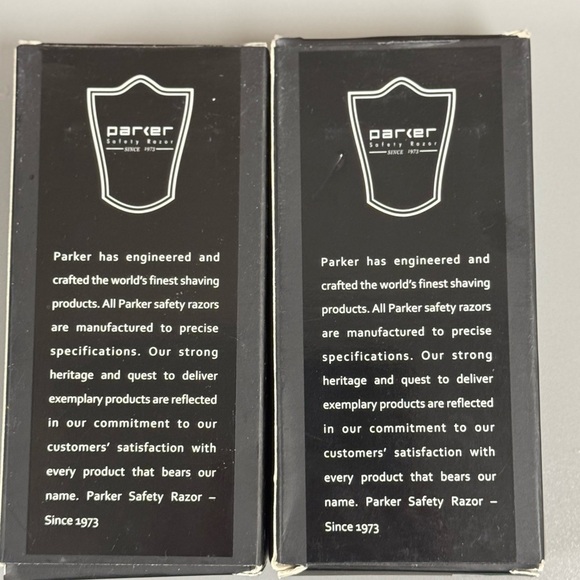 parker
Safety Razor
SINCE 1973
Parker has engineered and
crafted the world's finest shaving
products. All Parker safety razors
are manufactured to precise
specifications. Our strong
heritage and quest to deliver
exemplary products are reflected
in our commitment to our
customers' satisfaction with
every product that bears our
name. Parker Safety Razor –
Since 1973
parker
Safety Razor
SINCE 1973
Parker has engineered and
crafted the world's finest shaving
products. All Parker safety razors
are manufactured to precise
specifications. Our strong
heritage and quest to deliver
exemplary products are reflected
in our commitment to our
customers' satisfaction with
every product that bears our
name. Parker Safety Razor –
Since 1973